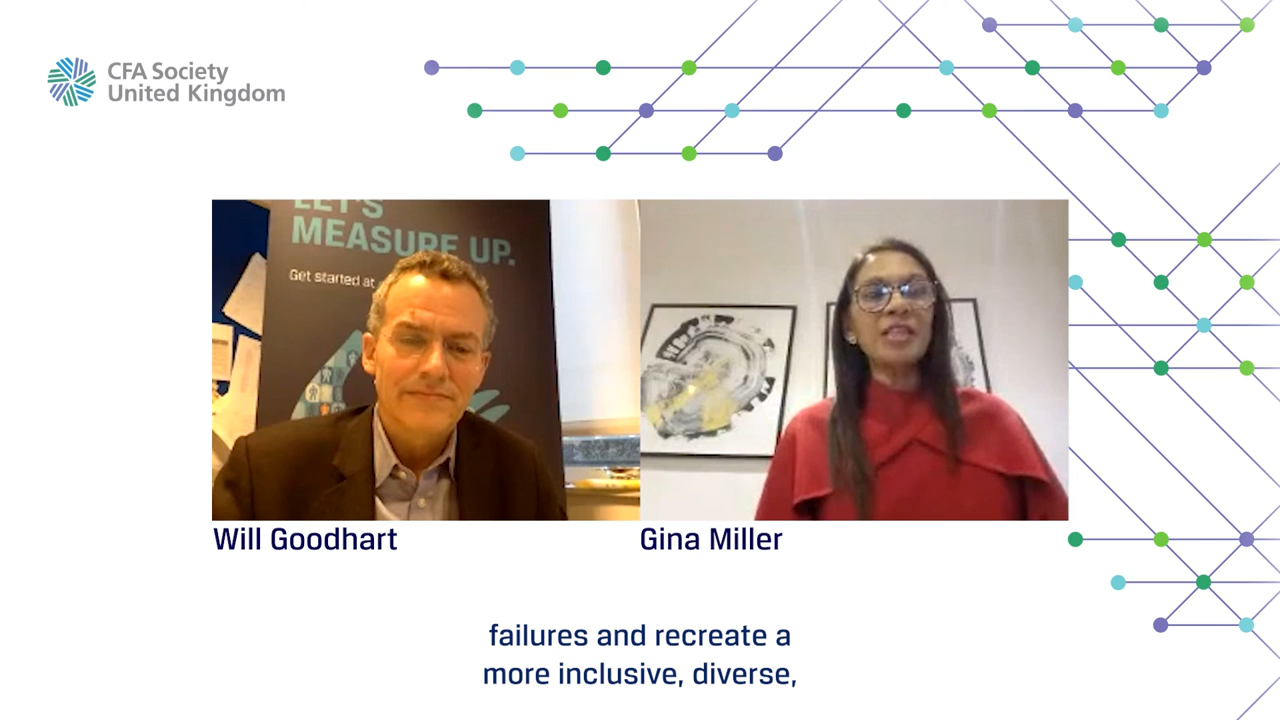 CFA Society
United Kingdom
LET'S
MEASURE UP.
Get started at
Will Goodhart
Gina Miller
failures and recreate a
more inclusive, diverse,